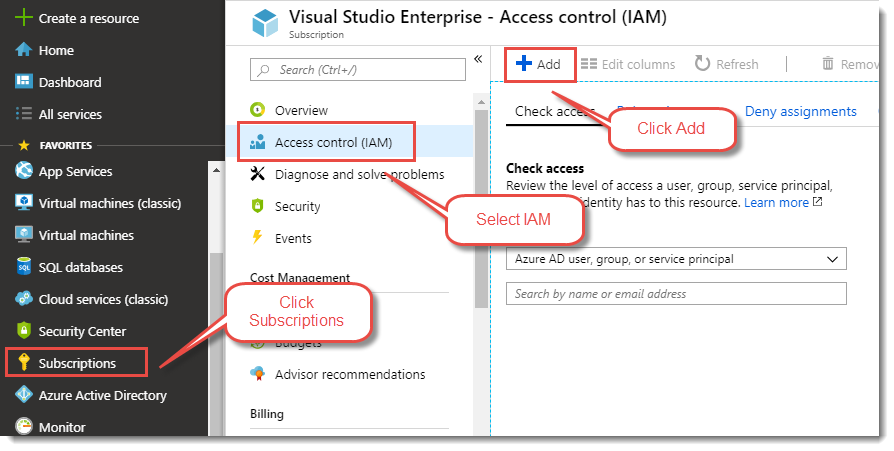 Create a resource
Home
Dashboard
All services
FAVORITES
App Services
Virtual machines (classic)
Virtual machines
SQL databases
Cloud services (classic)
Security Center
Subscriptions
Azure Active Directory
Monitor
Visual Studio Enterprise - Access control (IAM)
Subscription
Search (Ctrl+/)
Overview
Access control (IAM)
Diagnose and solve problems
Security
Events
Cost Management
Budgets
Advisor recommendations
Billing
Click
Subscriptions
Select IAM
Add
Edit columns
Refresh
Remov
Click Add
Check access
Deny assignments
Check access
Review the level of access a user, group, service principal,
identity has to this resource. Learn more
Azure AD user, group, or service principal
Search by name or email address